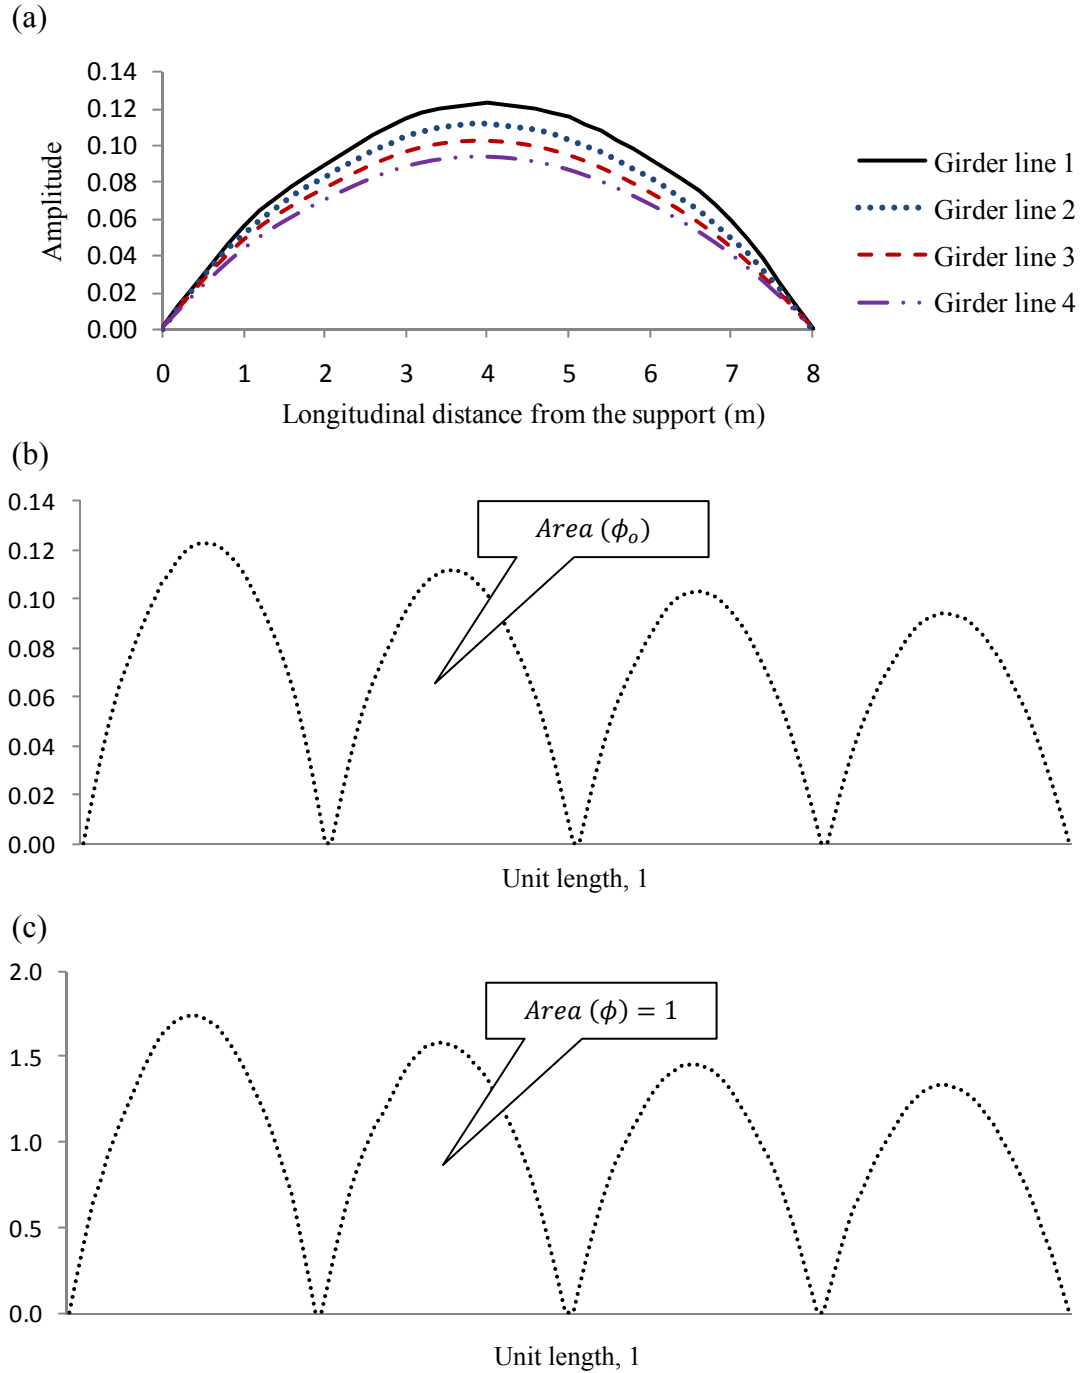 (a)
0.14
0.12
0.10
0.08
0.06
0.04
0.02
0.00
Amplitude
0 1 2 3 4 5 6 7 8
Longitudinal distance from the support (m)
Girder line 1
Girder line 2
Girder line 3
Girder line 4
(b)
0.14
0.12
0.10
0.08
0.06
0.04
0.02
0.00
Area (ϕₒ)
Unit length, 1
(c)
2.0
1.5
1.0
0.5
0.0
Area (ϕ) = 1
Unit length, 1